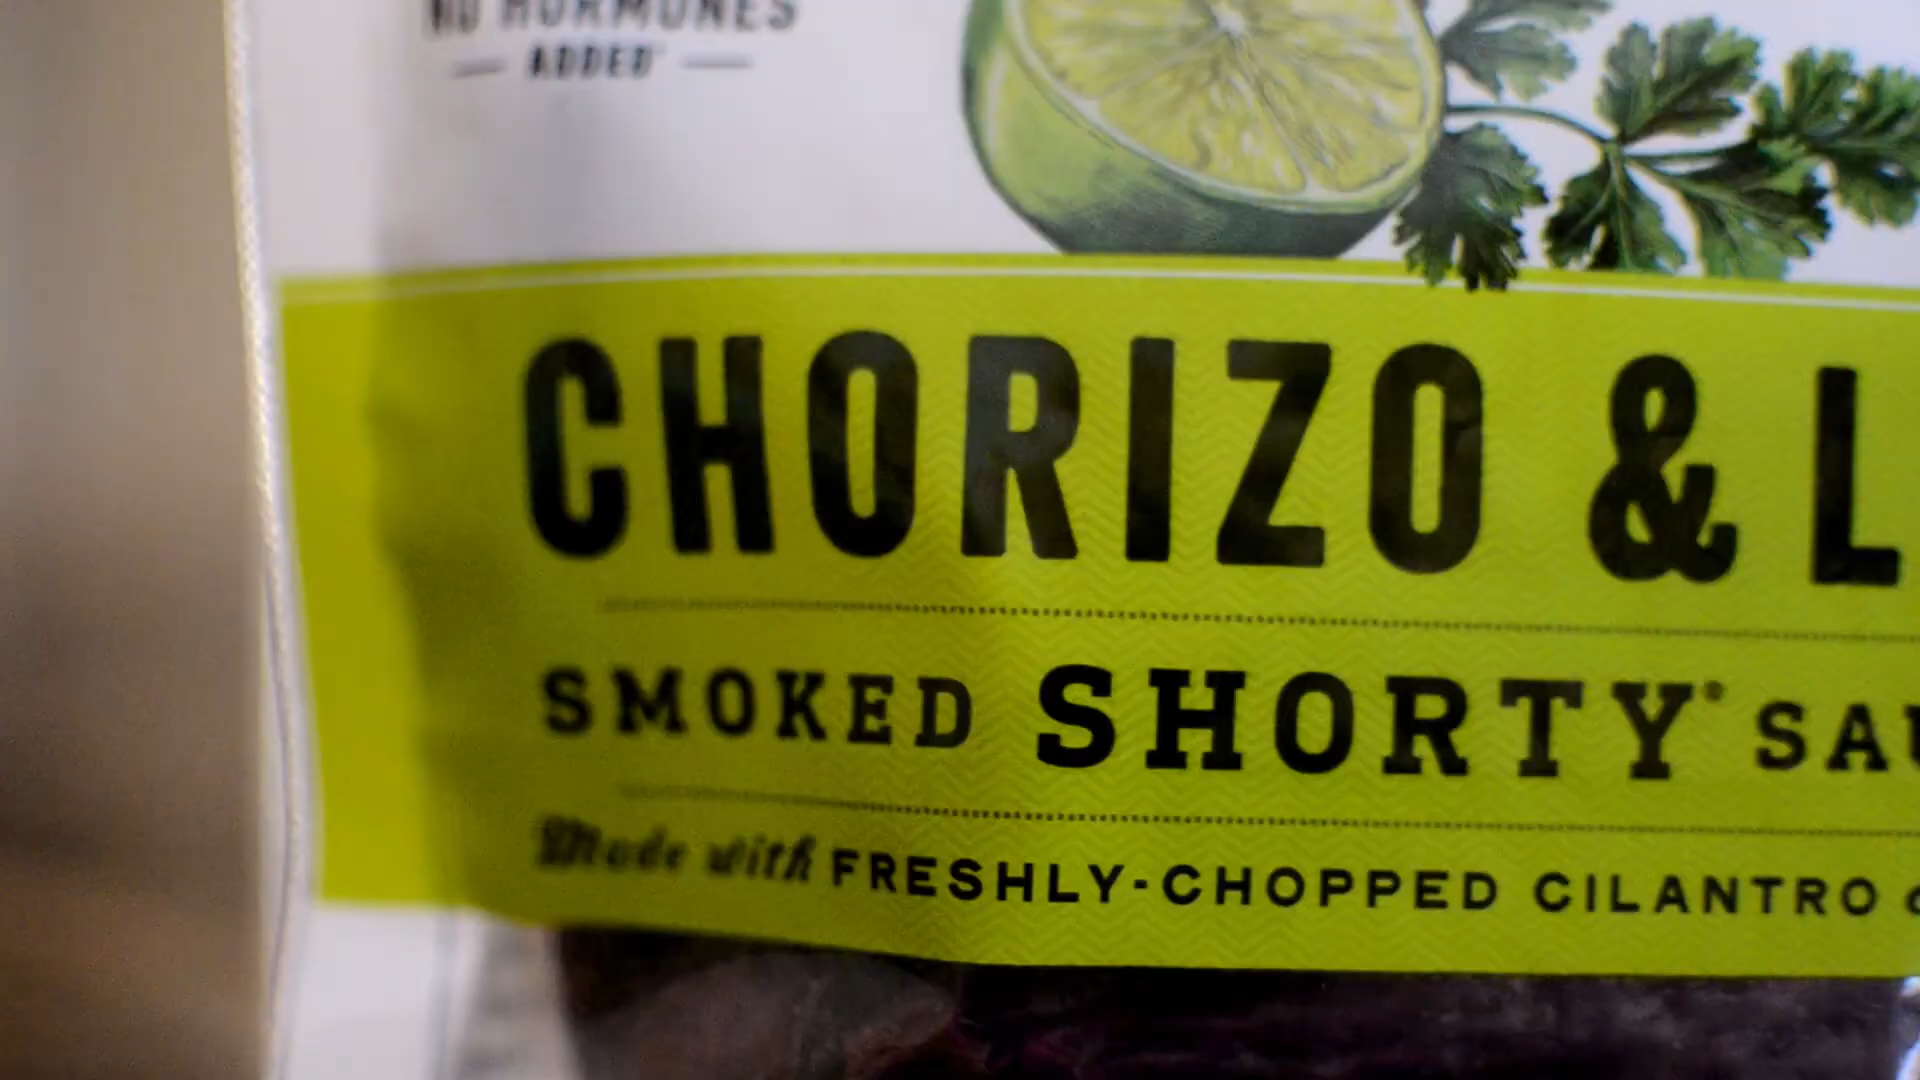 NO HORMONES
ADDED*
CHORIZO & L
SMOKED SHORTY® SAU
Made with FRESHLY-CHOPPED CILANTRO